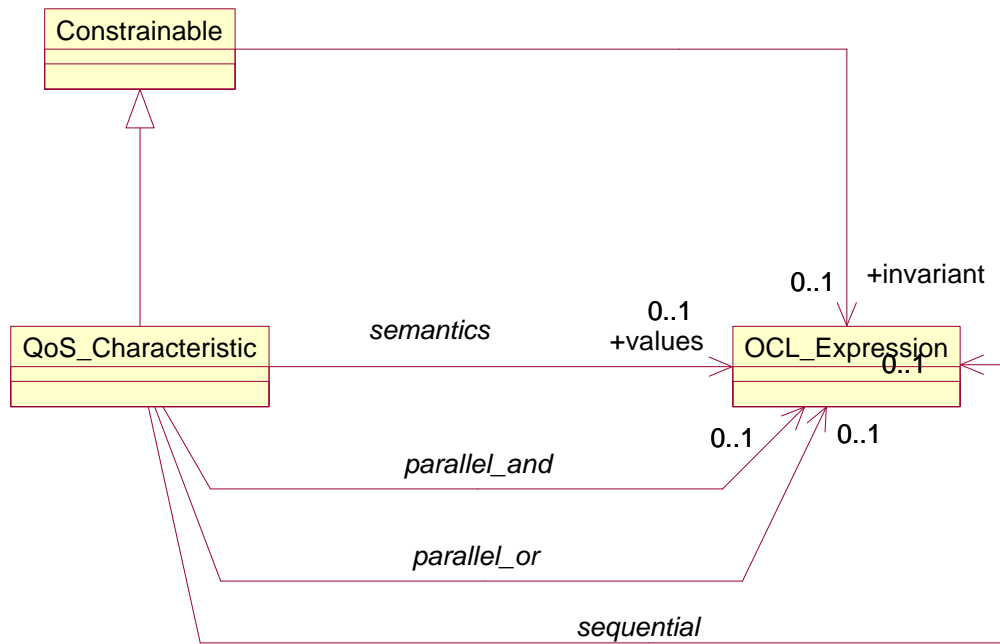 Constrainable
0..1
+invariant
QoS_Characteristic
semantics
0..1
+values
OCL_Expression
0..1
0..1
0..1
parallel_and
parallel_or
sequential